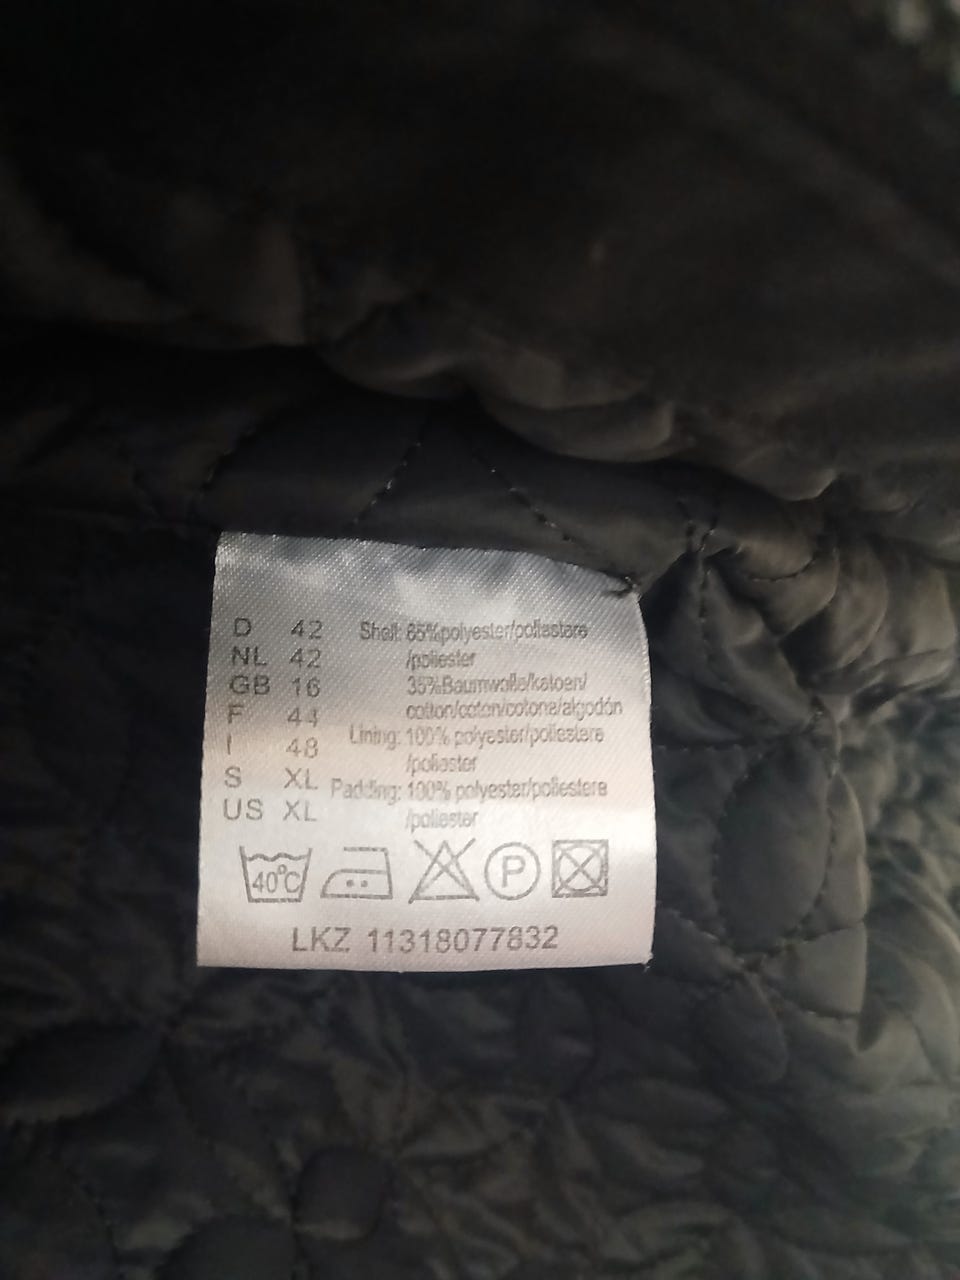 D 42
NL 42
GB 16
F 44
I 48
S XL
US XL
Shell: 65%polyester/poliestere
/poliester
35%Baumwolle/katoen/
cotton/coton/cotone/algodón
Lining: 100% polyester/poliestere
/poliester
Padding: 100% polyester/poliestere
/poliester
40°C P
LKZ 11318077832